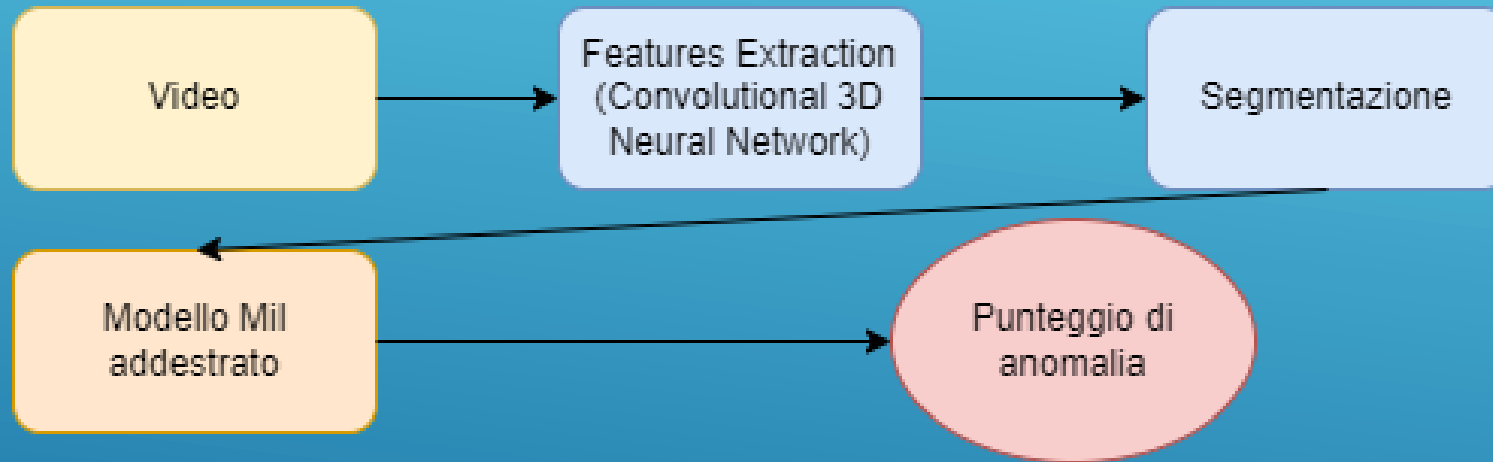 Video
Features Extraction
(Convolutional 3D
Neural Network)
Segmentazione
Modello Mil
addestrato
Punteggio di
anomalia